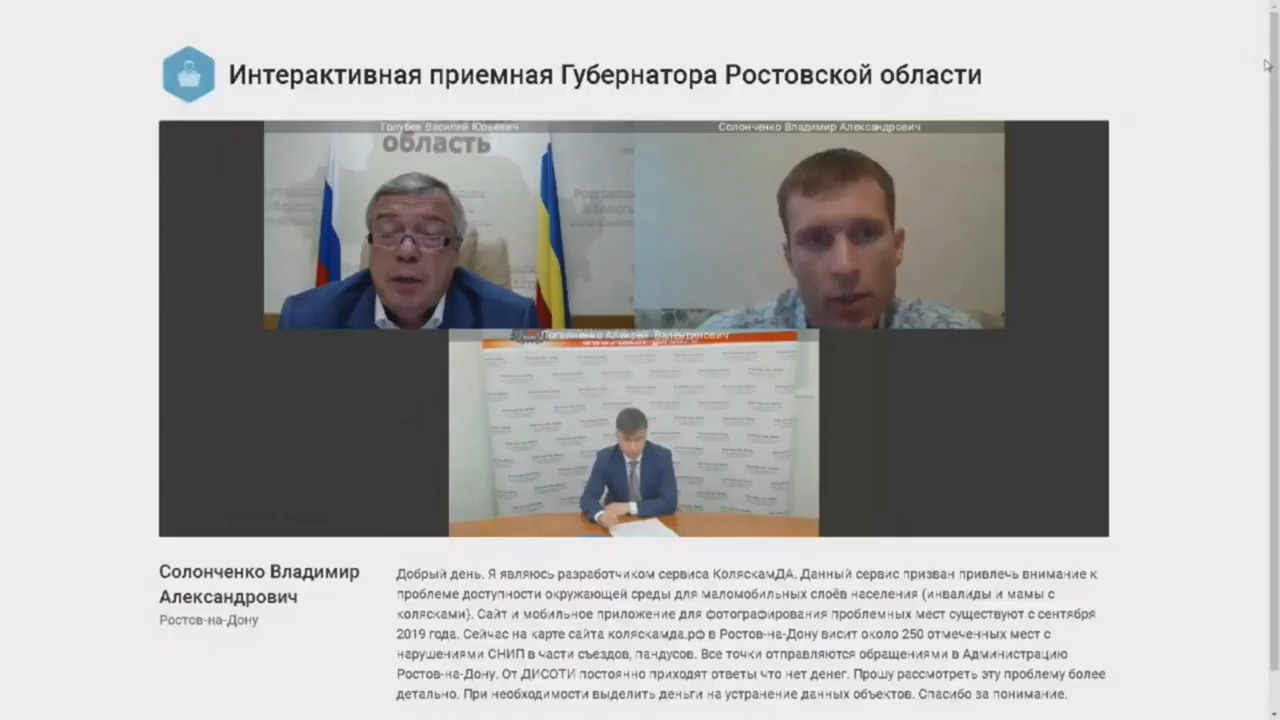 Интерактивная приемная Губернатора Ростовской области
Голубев Василий Юрьевич
Солонченко Владимир Александрович
область
Логвиненко Алексей Валентинович
Солонченко Владимир
Александрович
Ростов-на-Дону
Добрый день. Я являюсь разработчиком сервиса КоляскамДА. Данный сервис призван привлечь внимание к
проблеме доступности окружающей среды для маломобильных слоёв населения (инвалиды и мамы с
колясками). Сайт и мобильное приложение для фотографирования проблемных мест существуют с сентября
2019 года. Сейчас на карте сайта коляскамда.рф в Ростов-на-Дону висит около 250 отмеченных мест с
нарушениями СНИП в части съездов, пандусов. Все точки отправляются обращениями в Администрацию
Ростов-на-Дону. От ДИСОТИ постоянно приходят ответы что нет денег. Прошу рассмотреть эту проблему более
детально. При необходимости выделить деньги на устранение данных объектов. Спасибо за понимание.